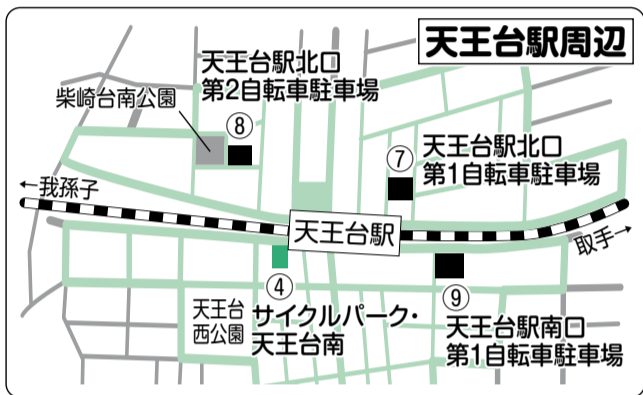 天王台駅周辺
天王台駅北口
第2自転車駐車場
柴崎台南公園
⑧
⑦
天王台駅北口
第1自転車駐車場
←我孫子
天王台駅
取手→
④
サイクルパーク・
天王台南
天王台
西公園
⑨
天王台駅南口
第1自転車駐車場